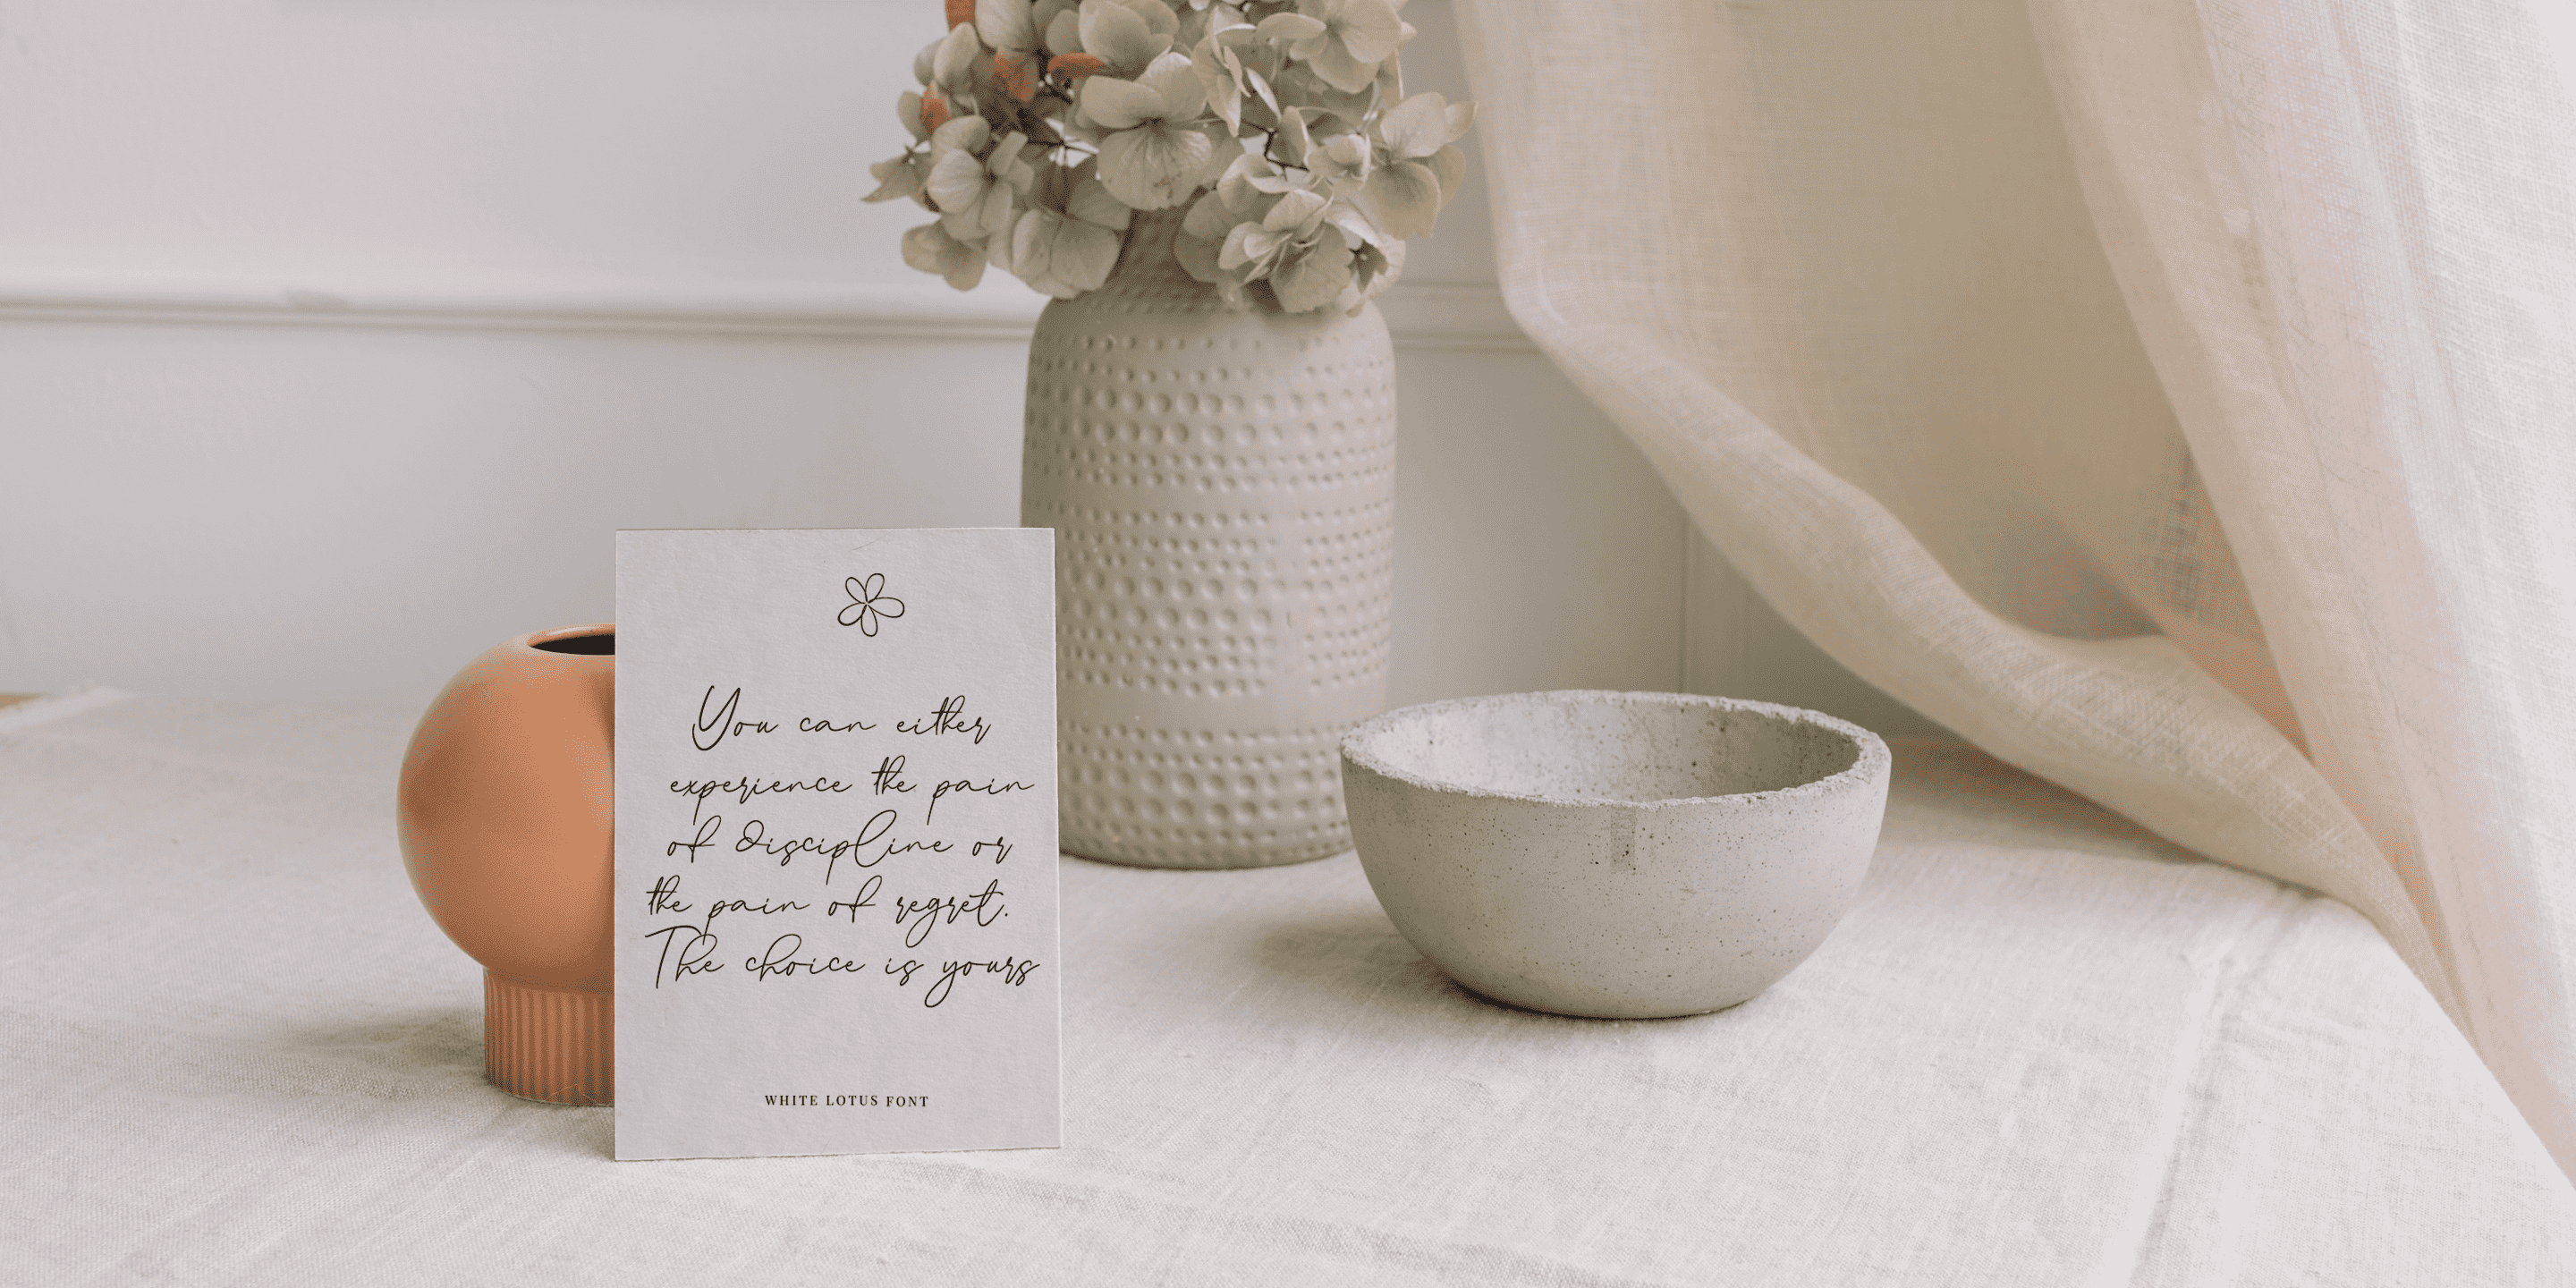 You can either
experience the pain
of discipline or
the pain of regret.
The choice is yours
WHITE LOTUS FONT